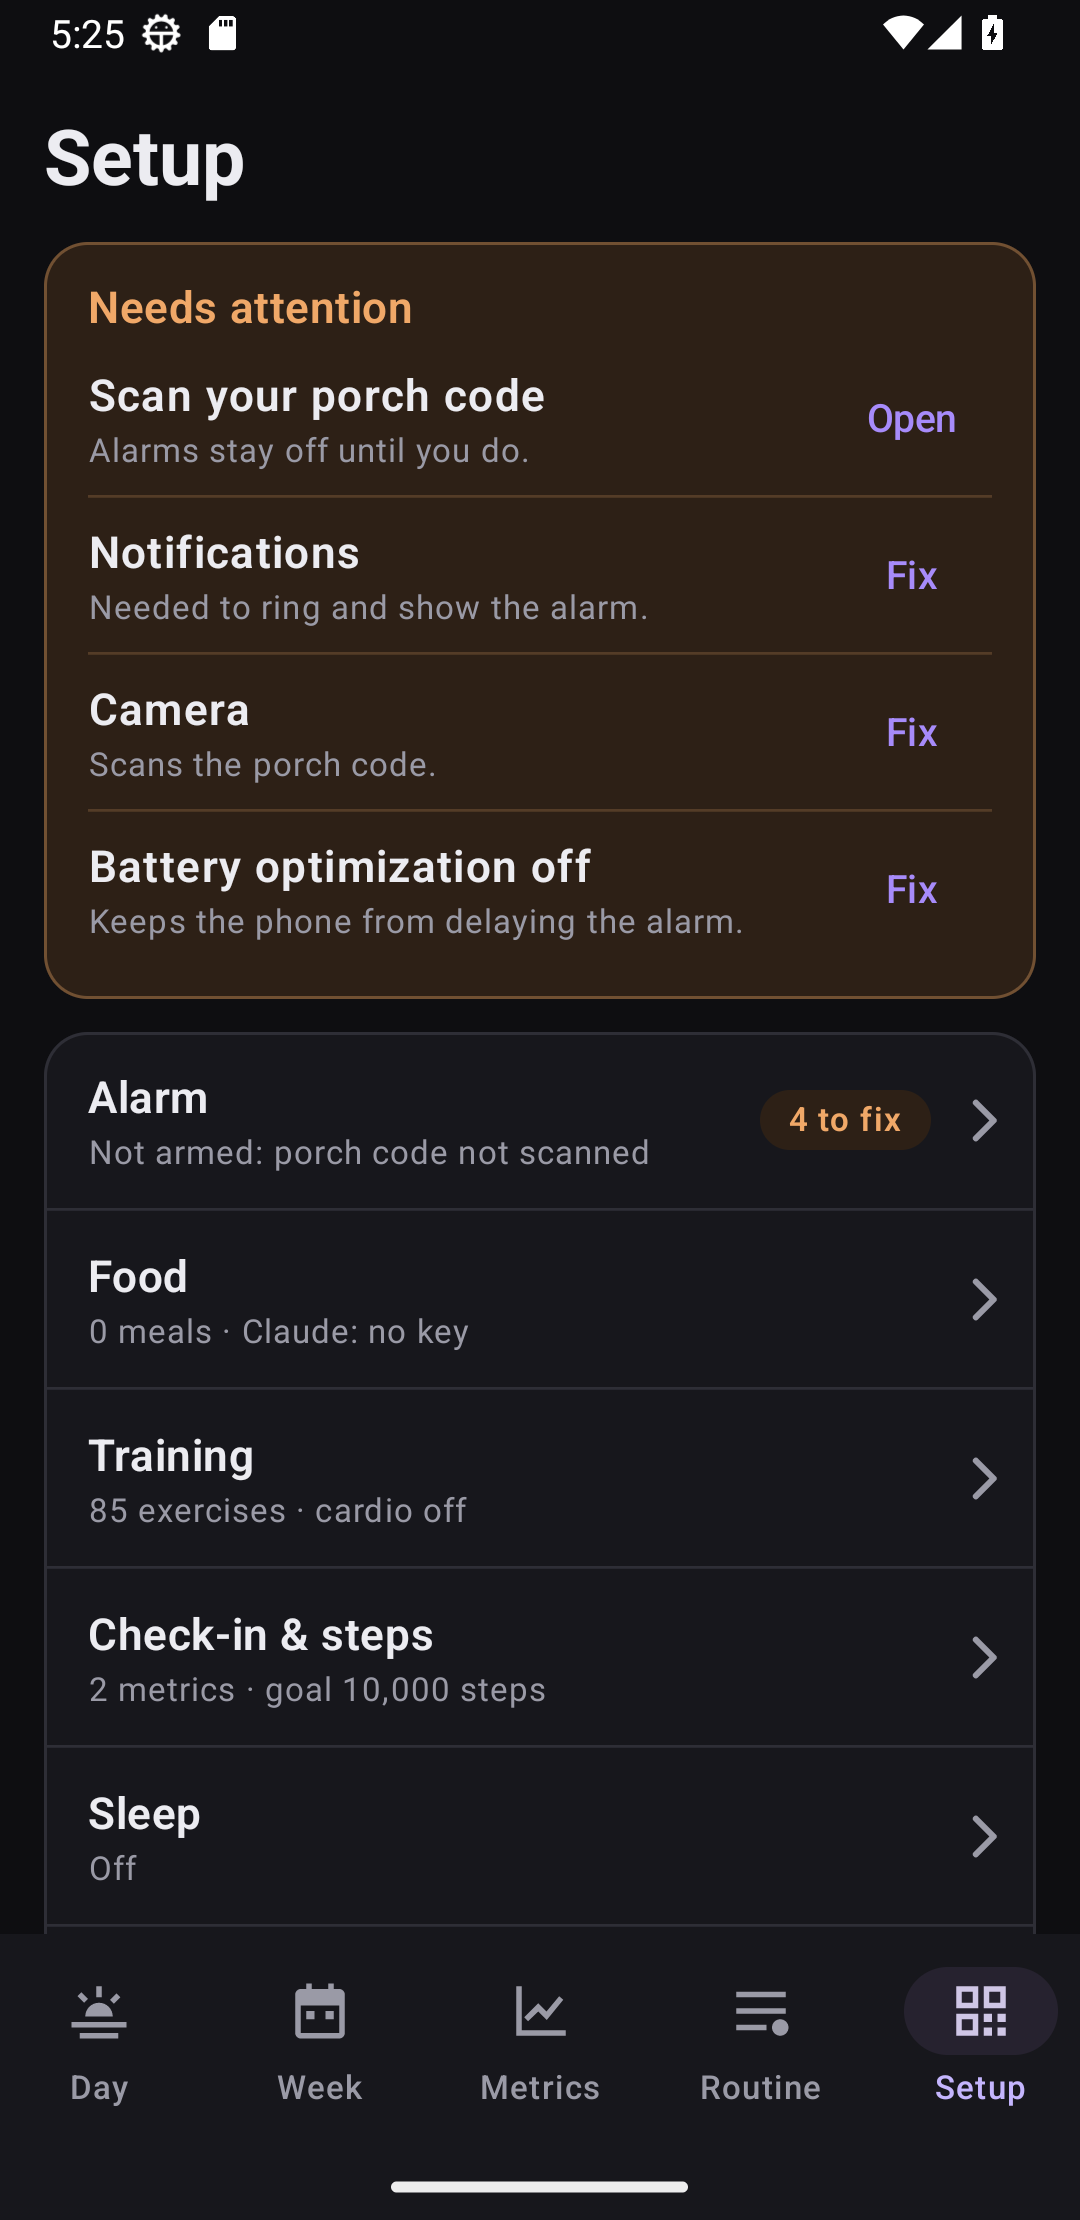 5:25
Setup
Needs attention
Scan your porch code
Alarms stay off until you do.
Open
Notifications
Needed to ring and show the alarm.
Fix
Camera
Scans the porch code.
Fix
Battery optimization off
Keeps the phone from delaying the alarm.
Fix
Alarm
Not armed: porch code not scanned
4 to fix
Food
0 meals · Claude: no key
Training
85 exercises · cardio off
Check-in & steps
2 metrics · goal 10,000 steps
Sleep
Off
Day
Week
Metrics
Routine
Setup